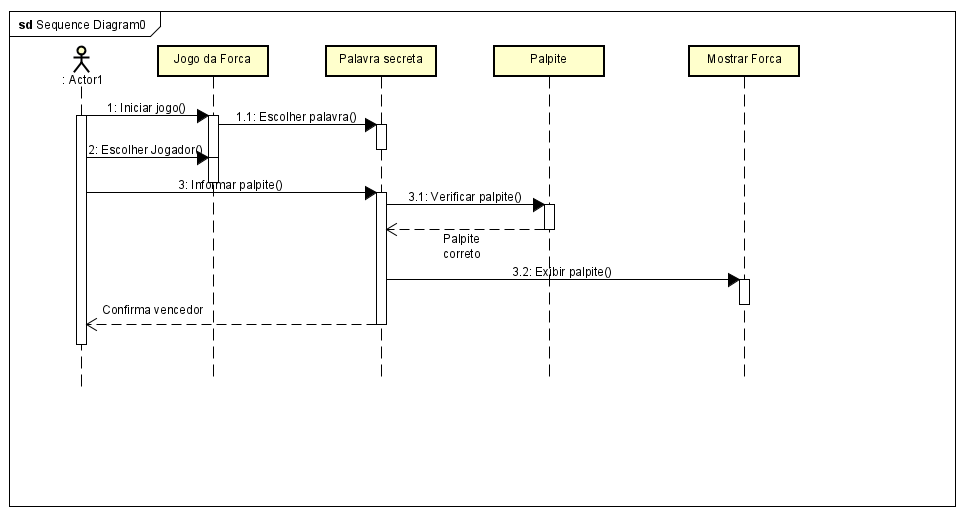 sd Sequence Diagram0
: Actor1
Jogo da Forca
Palavra secreta
Palpite
Mostrar Forca
1: Iniciar jogo()
1.1: Escolher palavra()
2: Escolher Jogador()
3: Informar palpite()
3.1: Verificar palpite()
Palpite
correto
3.2: Exibir palpite()
Confirma vencedor